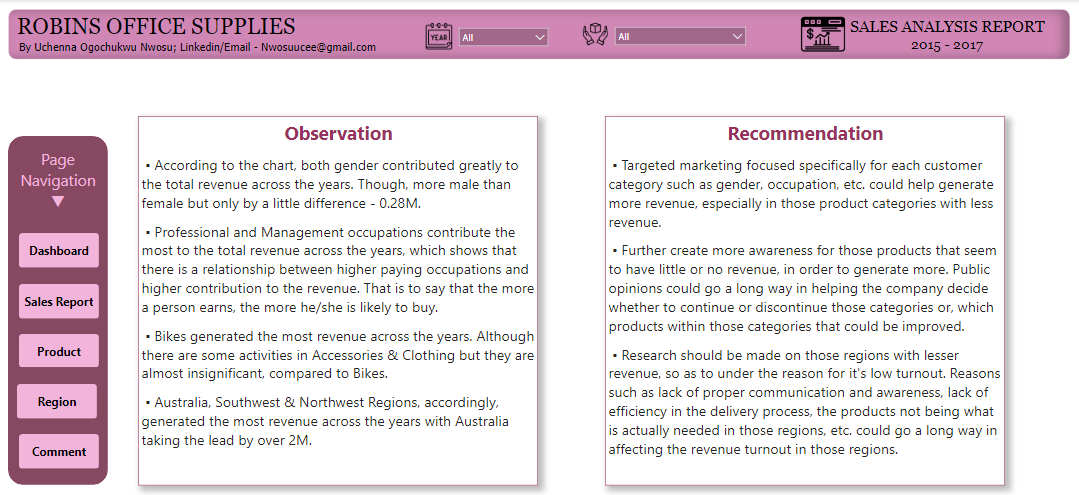 ROBINS OFFICE SUPPLIES
By Uchenna Ogochukwu Nwosu; Linkedin/Email - Nwosuucee@gmail.com
YEAR
All
All
$
SALES ANALYSIS REPORT
2015 - 2017
Page
Navigation
▼
Dashboard
Sales Report
Product
Region
Comment
Observation
▪ According to the chart, both gender contributed greatly to
the total revenue across the years. Though, more male than
female but only by a little difference - 0.28M.
▪ Professional and Management occupations contribute the
most to the total revenue across the years, which shows that
there is a relationship between higher paying occupations and
higher contribution to the revenue. That is to say that the more
a person earns, the more he/she is likely to buy.
▪ Bikes generated the most revenue across the years. Although
there are some activities in Accessories & Clothing but they are
almost insignificant, compared to Bikes.
▪ Australia, Southwest & Northwest Regions, accordingly,
generated the most revenue across the years with Australia
taking the lead by over 2M.
Recommendation
▪ Targeted marketing focused specifically for each customer
category such as gender, occupation, etc. could help generate
more revenue, especially in those product categories with less
revenue.
▪ Further create more awareness for those products that seem
to have little or no revenue, in order to generate more. Public
opinions could go a long way in helping the company decide
whether to continue or discontinue those categories or, which
products within those categories that could be improved.
▪ Research should be made on those regions with lesser
revenue, so as to under the reason for it's low turnout. Reasons
such as lack of proper communication and awareness, lack of
efficiency in the delivery process, the products not being what
is actually needed in those regions, etc. could go a long way in
affecting the revenue turnout in those regions.